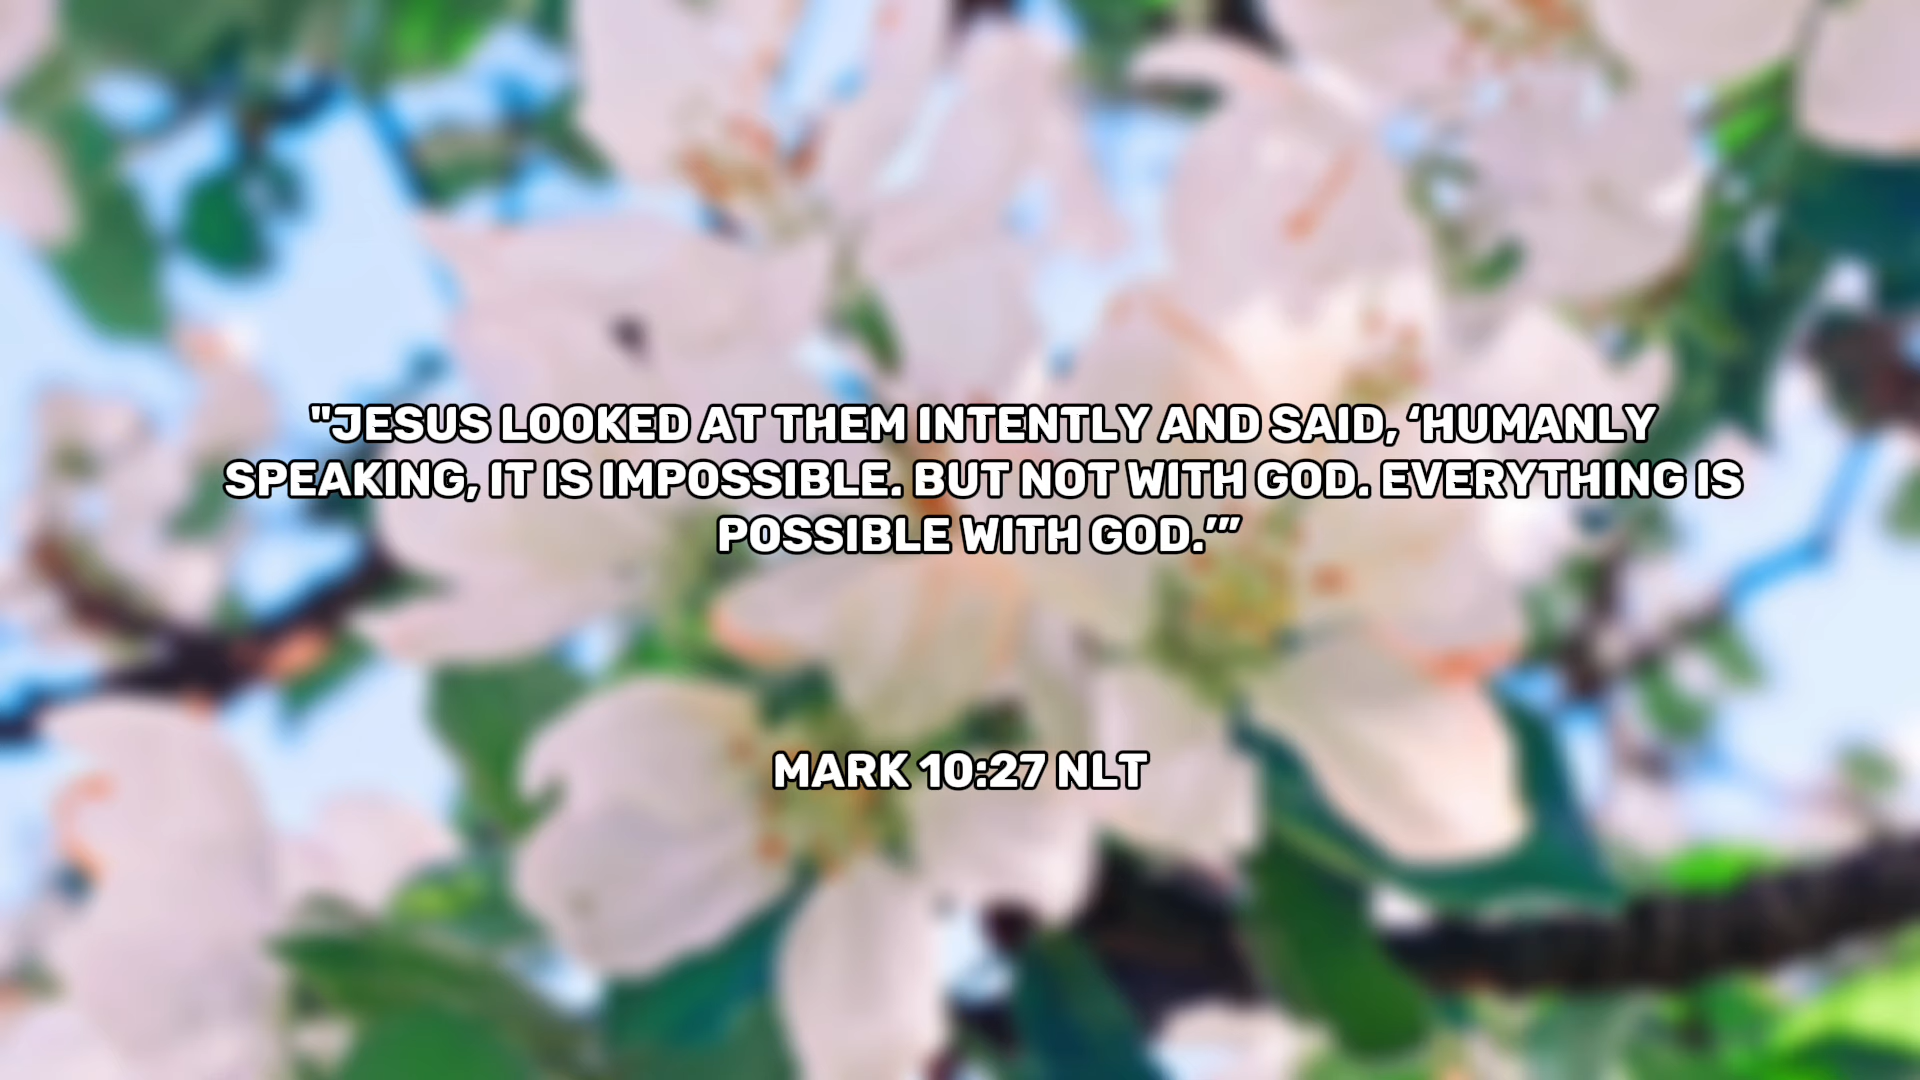 "JESUS LOOKED AT THEM INTENTLY AND SAID, ‘HUMANLY
SPEAKING, IT IS IMPOSSIBLE. BUT NOT WITH GOD. EVERYTHING IS
POSSIBLE WITH GOD.’”
MARK 10:27 NLT